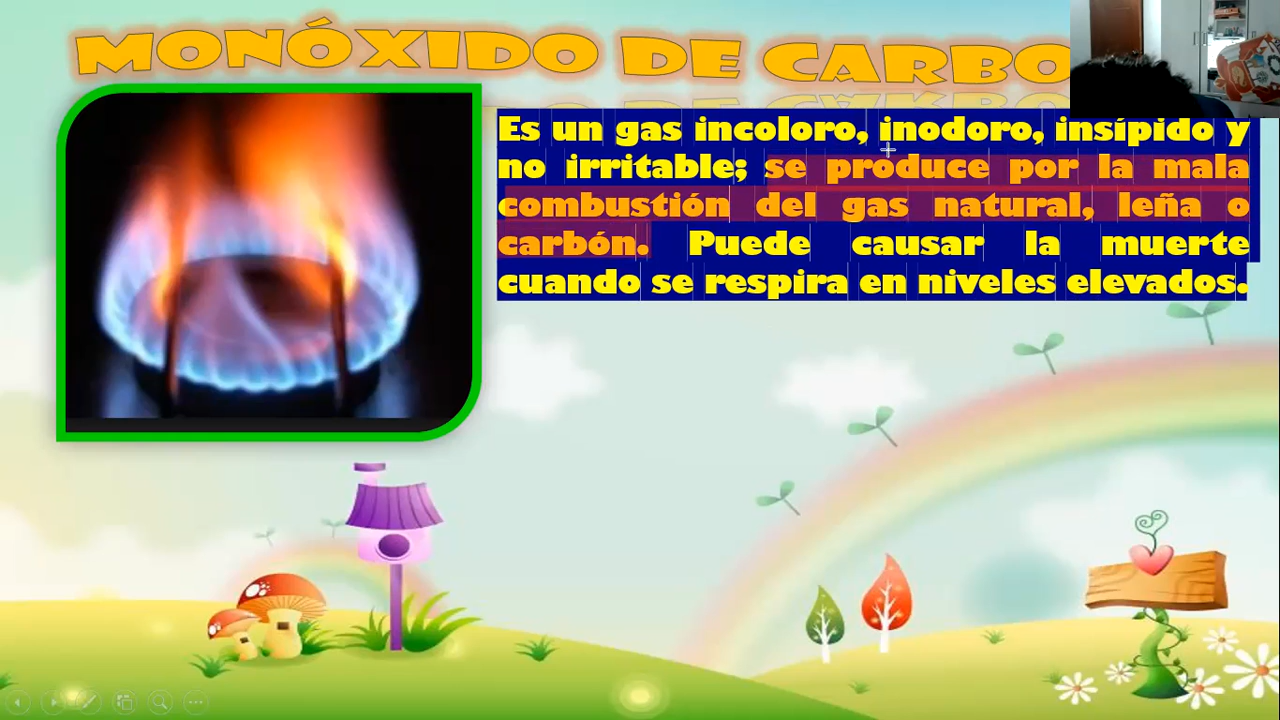 MONÓXIDO DE CARBO
Es un gas incoloro, inodoro, insípido y
no irritable; se produce por la mala
combustión del gas natural, leña o
carbón. Puede causar la muerte
cuando se respira en niveles elevados.